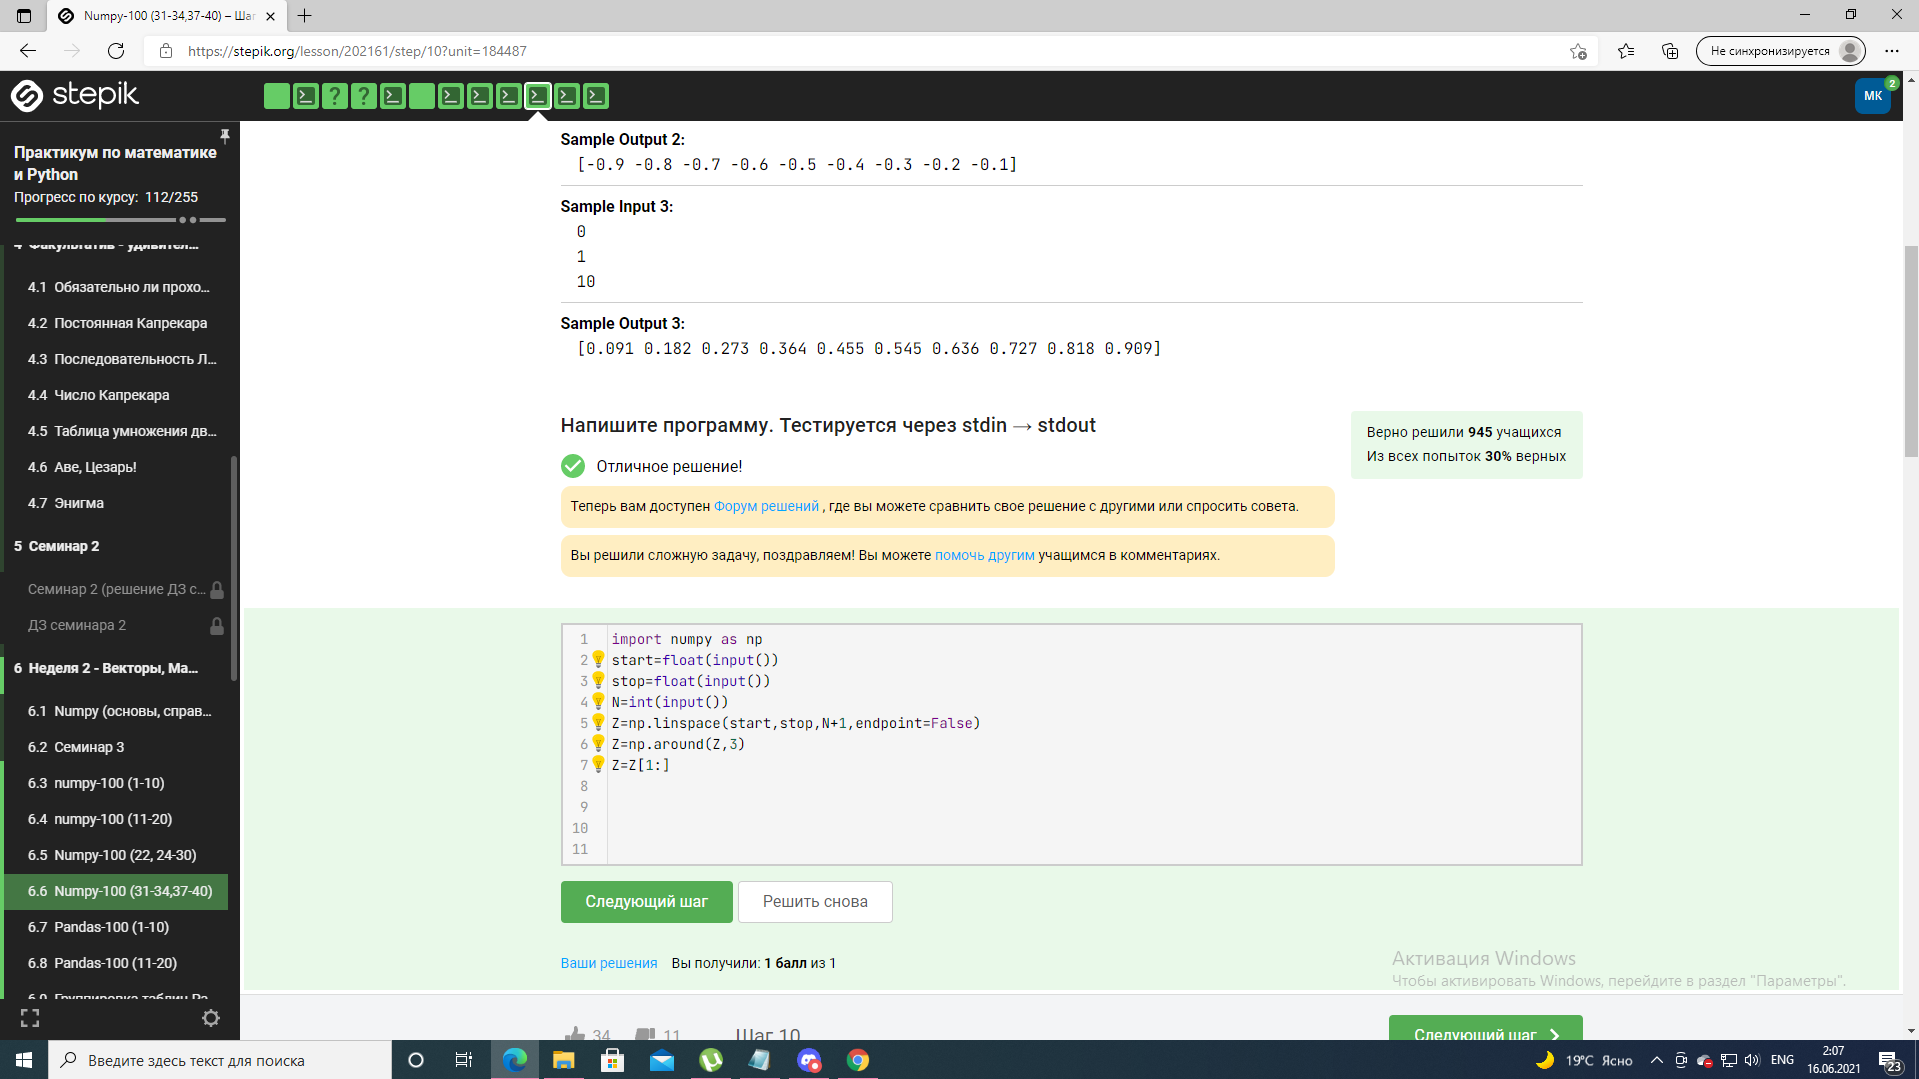 Numpy-100 (31-34,37-40) – Шаг
https://stepik.org/lesson/202161/step/10?unit=184487
Не синхронизируется
stepik
МК
2
Практикум по математике
и Python
Прогресс по курсу: 112/255
4 Факультатив - удивител...
4.1 Обязательно ли прохо...
4.2 Постоянная Капрекара
4.3 Последовательность Л...
4.4 Число Капрекара
4.5 Таблица умножения дв...
4.6 Аве, Цезарь!
4.7 Энигма
5 Семинар 2
Семинар 2 (решение ДЗ с...
ДЗ семинара 2
6 Неделя 2 - Векторы, Ма...
6.1 Numpy (основы, справ...
6.2 Семинар 3
6.3 numpy-100 (1-10)
6.4 numpy-100 (11-20)
6.5 Numpy-100 (22, 24-30)
6.6 Numpy-100 (31-34,37-40)
6.7 Pandas-100 (1-10)
6.8 Pandas-100 (11-20)
6.9 Группировка таблиц Pa...
Sample Output 2:
[-0.9 -0.8 -0.7 -0.6 -0.5 -0.4 -0.3 -0.2 -0.1]
Sample Input 3:
0
1
10
Sample Output 3:
[0.091 0.182 0.273 0.364 0.455 0.545 0.636 0.727 0.818 0.909]
Напишите программу. Тестируется через stdin → stdout
Верно решили 945 учащихся
Из всех попыток 30% верных
Отличное решение!
Теперь вам доступен Форум решений , где вы можете сравнить свое решение с другими или спросить совета.
Вы решили сложную задачу, поздравляем! Вы можете помочь другим учащимся в комментариях.
1 import numpy as np
2 start=float(input())
3 stop=float(input())
4 N=int(input())
5 Z=np.linspace(start,stop,N+1,endpoint=False)
6 Z=np.around(Z,3)
7 Z=Z[1:]
8
9
10
11
Следующий шаг
Решить снова
Ваши решения Вы получили: 1 балл из 1
Активация Windows
Чтобы активировать Windows, перейдите в раздел "Параметры".
34
11
Шаг 10
Следующий шаг
Введите здесь текст для поиска
19°C Ясно
ENG
2:07
16.06.2021
23